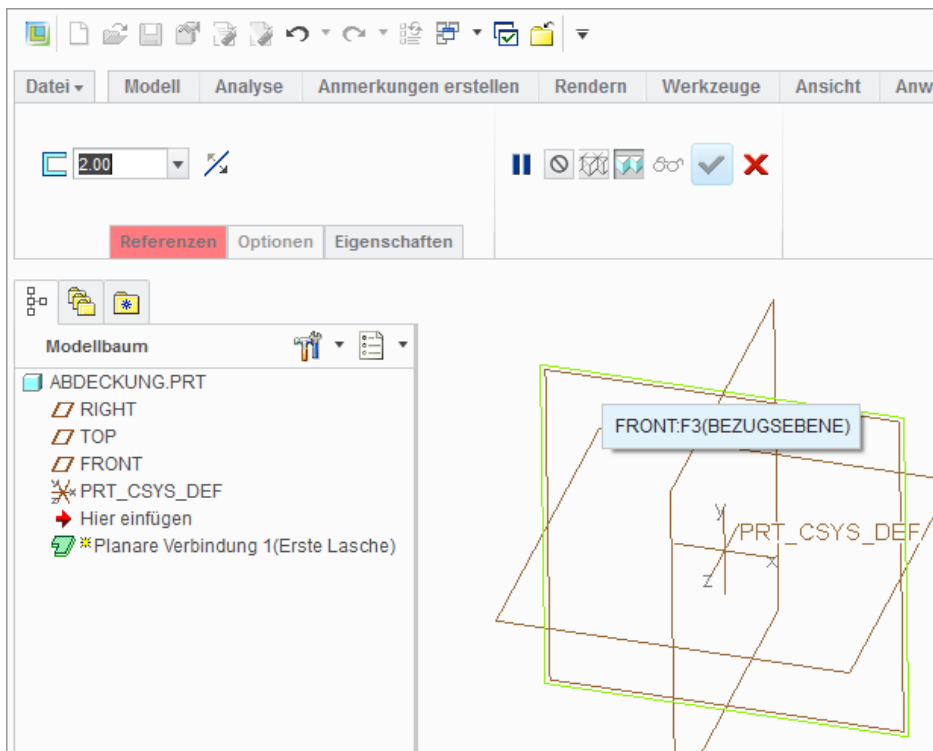 Datei Modell Analyse Anmerkungen erstellen Rendern Werkzeuge Ansicht Anw
2.00
Referenzen Optionen Eigenschaften
Modellbaum
ABDECKUNG.PRT
RIGHT
TOP
FRONT
PRT_CSYS_DEF
Hier einfügen
Planare Verbindung 1(Erste Lasche)
FRONT:F3(BEZUGSEBENE)
y
PRT_CSYS_DEF
x
z